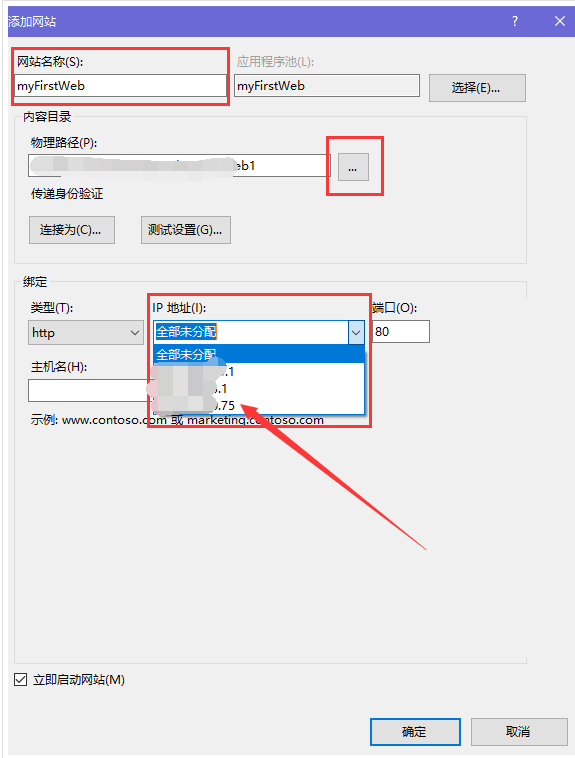 添加网站 ?
网站名称(S): 应用程序池(L):
myFirstWeb myFirstWeb 选择(E)...
内容目录
物理路径(P):
eb1 ...
传递身份验证
连接为(C)... 测试设置(G)...
绑定
类型(T): IP 地址(I): 端口(O):
http 全部未分配 80
全部未分配
主机名(H): .1
.1
.75
示例: www.contoso.com 或 marketing.contoso.com
立即启动网站(M)
确定 取消